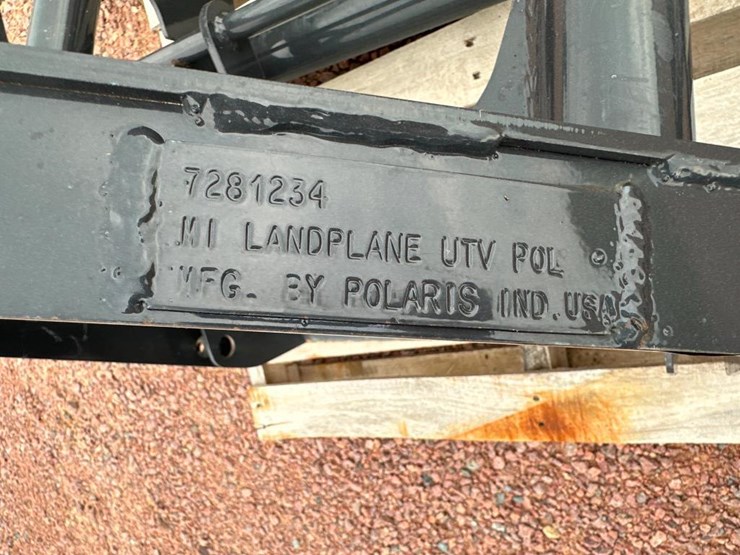 7281234
MI LANDPLANE UTV POL
MFG. BY POLARIS IND. USA